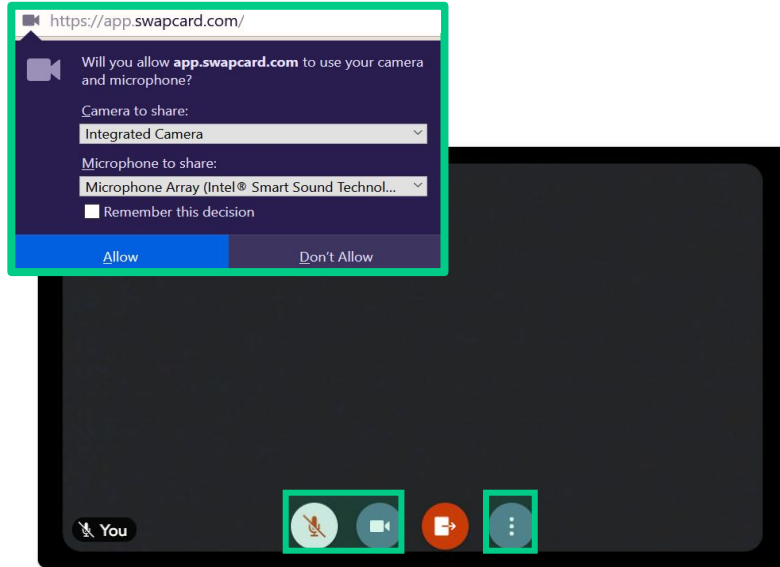 https://app.swapcard.com/
Will you allow app.swapcard.com to use your camera
and microphone?
Camera to share:
Integrated Camera
Microphone to share:
Microphone Array (Intel® Smart Sound Technol...
Remember this decision
Allow
Don't Allow
You